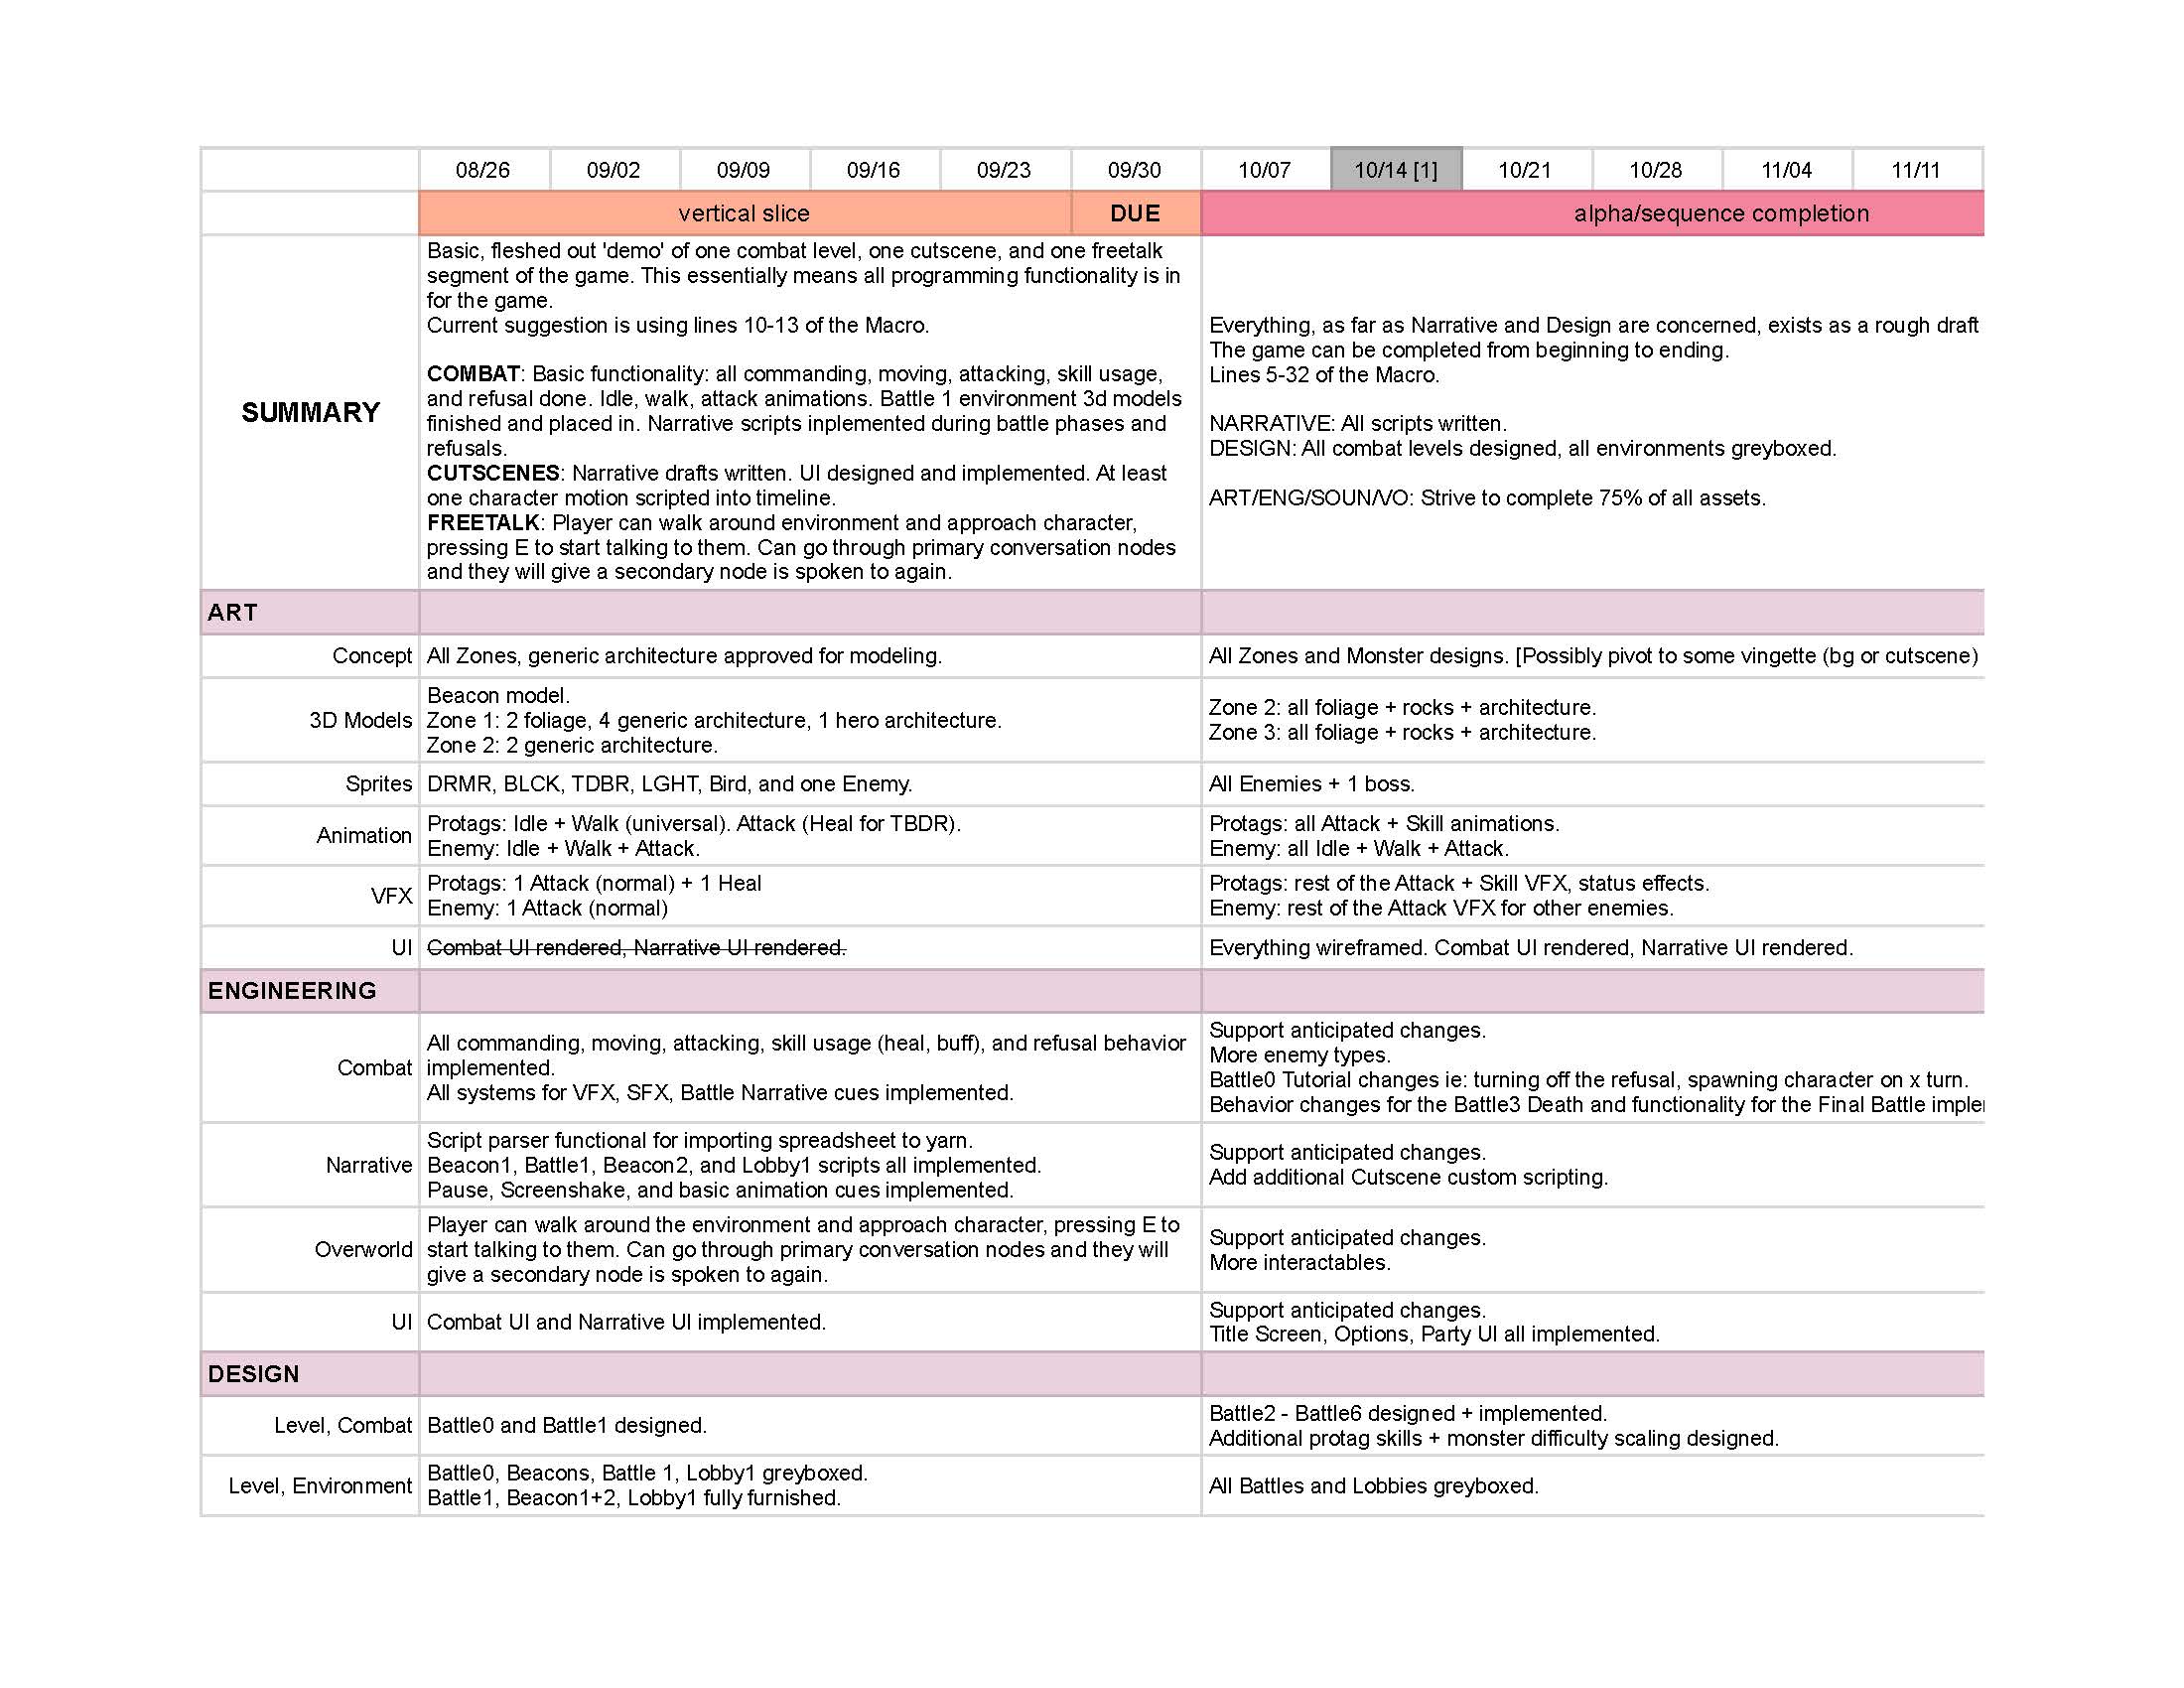 08/26 09/02 09/09 09/16 09/23 09/30 10/07 10/14 [1] 10/21 10/28 11/04 11/11
vertical slice DUE alpha/sequence completion
SUMMARY
Basic, fleshed out 'demo' of one combat level, one cutscene, and one freetalk
segment of the game. This essentially means all programming functionality is in
for the game.
Current suggestion is using lines 10-13 of the Macro.
COMBAT: Basic functionality: all commanding, moving, attacking, skill usage,
and refusal done. Idle, walk, attack animations. Battle 1 environment 3d models
finished and placed in. Narrative scripts inplemented during battle phases and
refusals.
CUTSCENES: Narrative drafts written. UI designed and implemented. At least
one character motion scripted into timeline.
FREETALK: Player can walk around environment and approach character,
pressing E to start talking to them. Can go through primary conversation nodes
and they will give a secondary node is spoken to again.
Everything, as far as Narrative and Design are concerned, exists as a rough draft
The game can be completed from beginning to ending.
Lines 5-32 of the Macro.
NARRATIVE: All scripts written.
DESIGN: All combat levels designed, all environments greyboxed.
ART/ENG/SOUN/VO: Strive to complete 75% of all assets.
ART
Concept
All Zones, generic architecture approved for modeling.
All Zones and Monster designs. [Possibly pivot to some vingette (bg or cutscene)
3D Models
Beacon model.
Zone 1: 2 foliage, 4 generic architecture, 1 hero architecture.
Zone 2: 2 generic architecture.
Zone 2: all foliage + rocks + architecture.
Zone 3: all foliage + rocks + architecture.
Sprites
DRMR, BLCK, TDBR, LGHT, Bird, and one Enemy.
All Enemies + 1 boss.
Animation
Protags: Idle + Walk (universal). Attack (Heal for TBDR).
Enemy: Idle + Walk + Attack.
Protags: all Attack + Skill animations.
Enemy: all Idle + Walk + Attack.
VFX
Protags: 1 Attack (normal) + 1 Heal
Enemy: 1 Attack (normal)
Protags: rest of the Attack + Skill VFX, status effects.
Enemy: rest of the Attack VFX for other enemies.
UI
Combat UI rendered, Narrative UI rendered.
Everything wireframed. Combat UI rendered, Narrative UI rendered.
ENGINEERING
Combat
All commanding, moving, attacking, skill usage (heal, buff), and refusal behavior
implemented.
All systems for VFX, SFX, Battle Narrative cues implemented.
Support anticipated changes.
More enemy types.
Battle0 Tutorial changes ie: turning off the refusal, spawning character on x turn.
Behavior changes for the Battle3 Death and functionality for the Final Battle
Narrative
Script parser functional for importing spreadsheet to yarn.
Beacon1, Battle1, Beacon2, and Lobby1 scripts all implemented.
Pause, Screenshake, and basic animation cues implemented.
Support anticipated changes.
Add additional Cutscene custom scripting.
Overworld
Player can walk around the environment and approach character, pressing E to
start talking to them. Can go through primary conversation nodes and they will
give a secondary node is spoken to again.
Support anticipated changes.
More interactables.
UI
Combat UI and Narrative UI implemented.
Support anticipated changes.
Title Screen, Options, Party UI all implemented.
DESIGN
Level, Combat
Battle0 and Battle1 designed.
Battle2 - Battle6 designed + implemented.
Additional protag skills + monster difficulty scaling designed.
Level, Environment
Battle0, Beacons, Battle 1, Lobby1 greyboxed.
Battle1, Beacon1+2, Lobby1 fully furnished.
All Battles and Lobbies greyboxed.